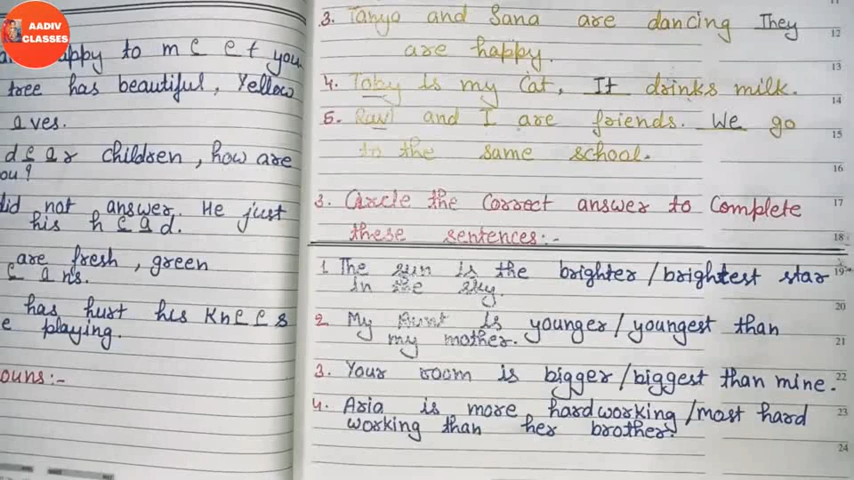 AADIV
CLASSES
appy to meet you
tree has beautiful, Yellow
aves.
dear children, how are
ou?
did not answer. He just
his head.
are fresh, green
eans.
has hurt his Knees
e playing.
ouns:-
3. Tanya and Sana are dancing They
are happy.
4. Toby is my Cat, It drinks milk.
5. Ravi and I are friends. We go
to the same school.
3. Circle the Correct answer to Complete
these sentences:-
1. The sun is the brighter/brightest star
in the sky.
2. My Aunt is younger/youngest than
my mother.
3. Your room is bigger/biggest than mine.
4. Aria is more hardworking/most hard
working than her brother.
12
13
14
15
16
17
18
19
20
21
22
23
24